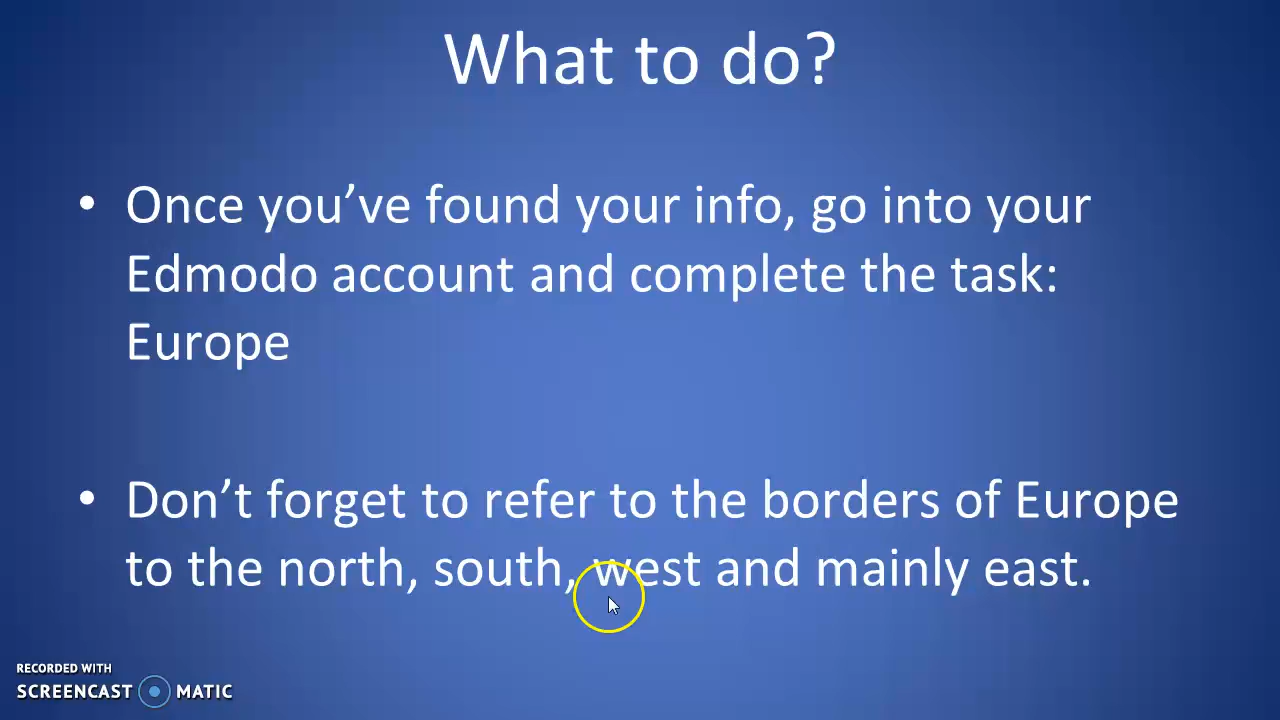 What to do?
• Once you’ve found your info, go into your
Edmodo account and complete the task:
Europe
• Don’t forget to refer to the borders of Europe
to the north, south, west and mainly east.
RECORDED WITH
SCREENCAST MATIC